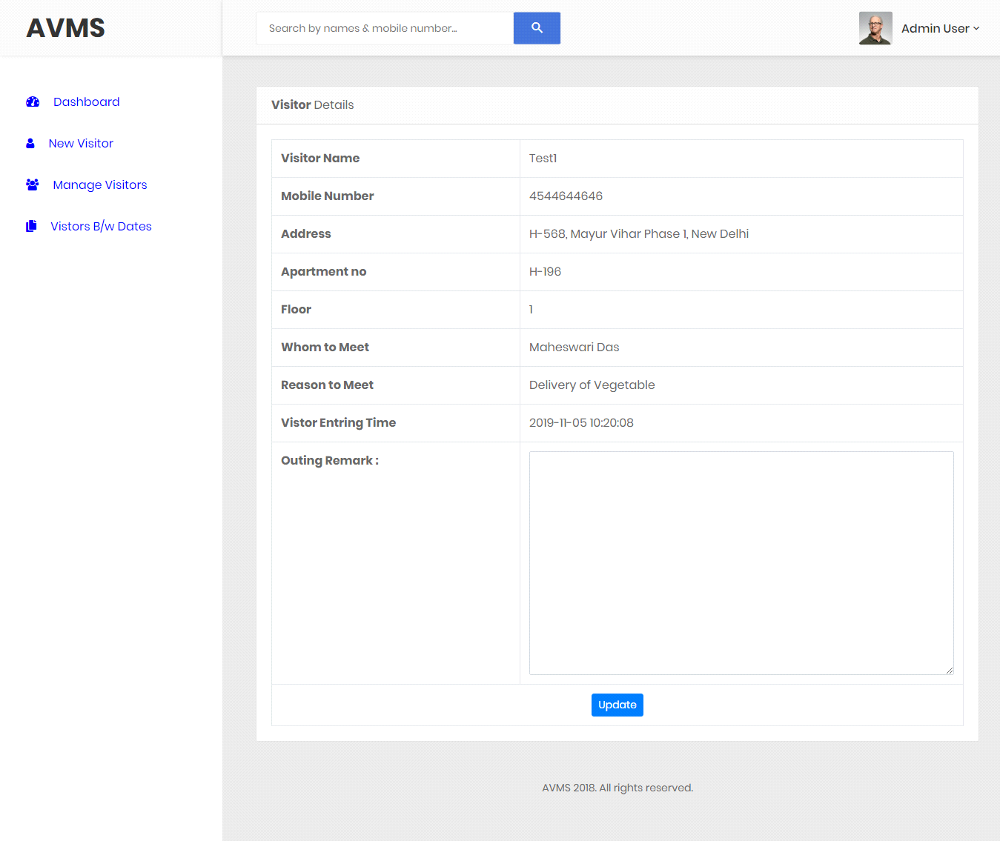 AVMS
Search by names & mobile number...
Admin User
Dashboard
New Visitor
Manage Visitors
Vistors B/w Dates
Visitor Details
Visitor Name Test1
Mobile Number 4544644646
Address H-568, Mayur Vihar Phase 1, New Delhi
Apartment no H-196
Floor 1
Whom to Meet Maheswari Das
Reason to Meet Delivery of Vegetable
Vistor Entring Time 2019-11-05 10:20:08
Outing Remark :
Update
AVMS 2018. All rights reserved.